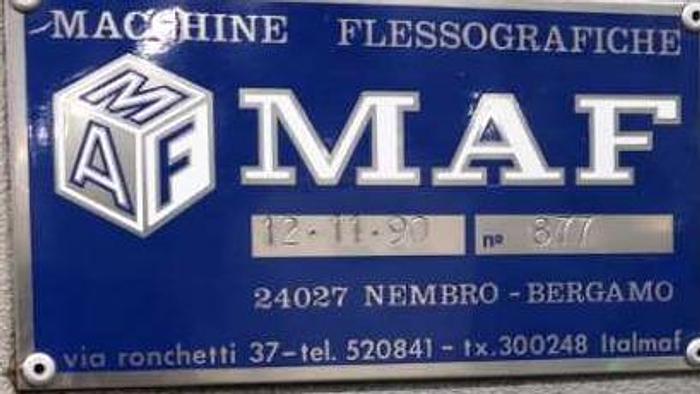 MACCHINE FLESSOGRAFICHE
MAF MAF
12-11-90 nº 877
24027 NEMBRO - BERGAMO
via ronchetti 37-tel. 520841 - tx.300248 Italmaf